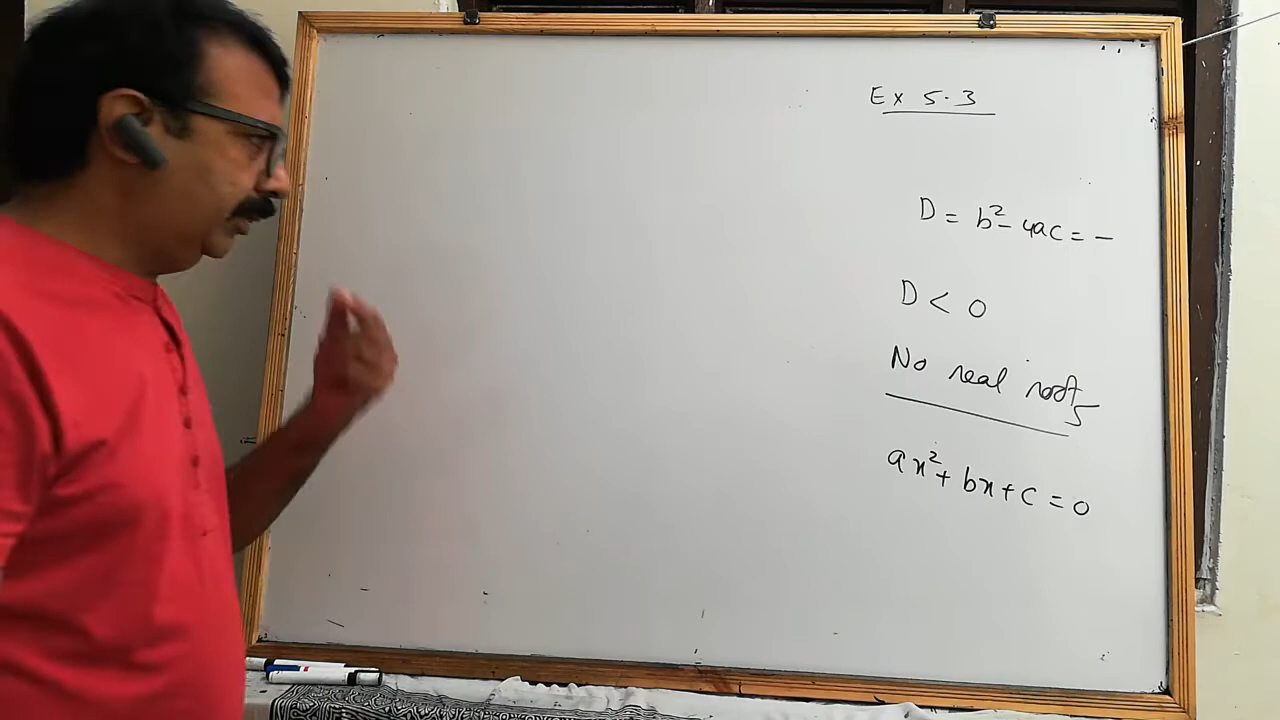 Ex 5.3
D = b² - 4ac = -
D < 0
No real roots
ax² + bx + c = 0